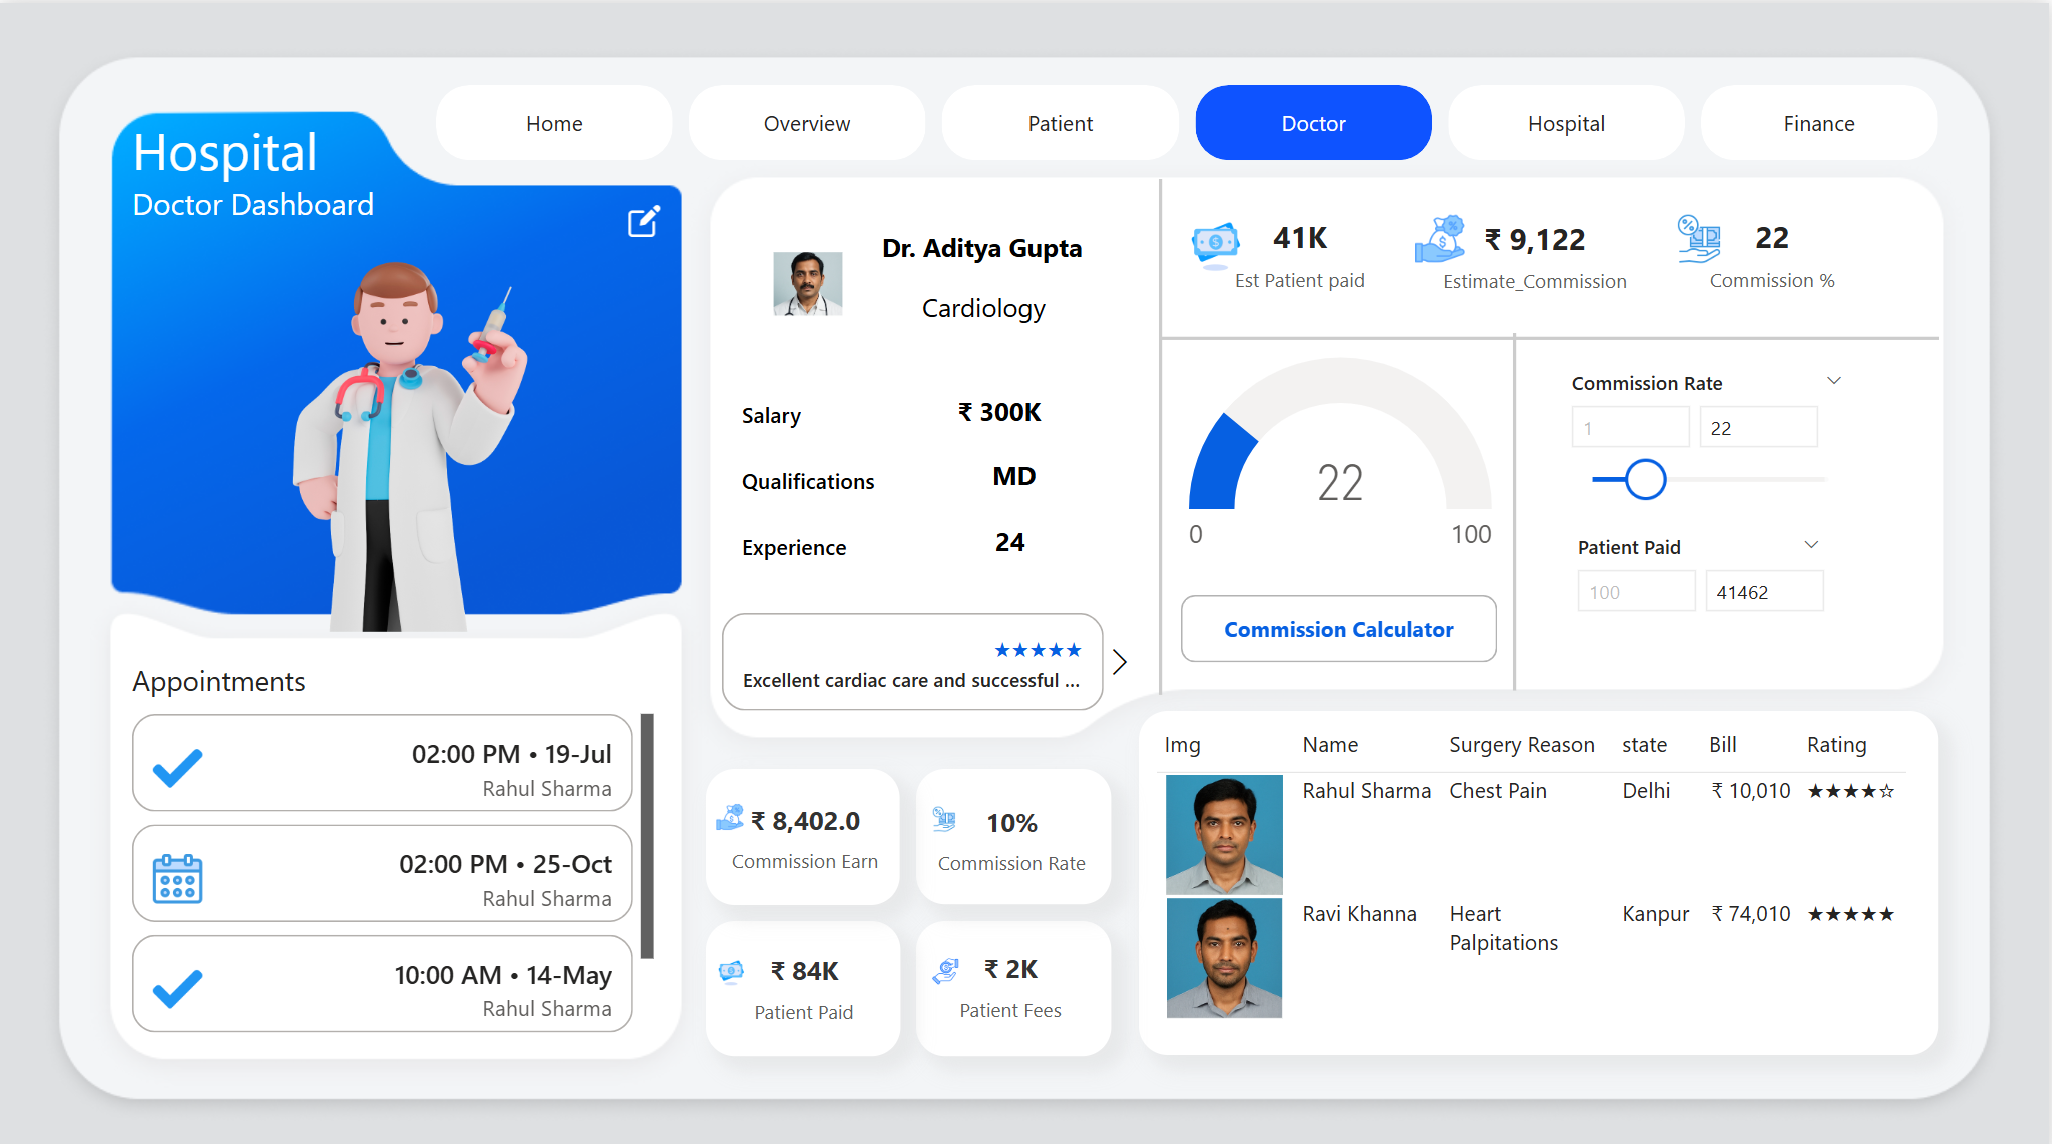 Home
Overview
Patient
Doctor
Hospital
Finance
Hospital
Doctor Dashboard
Appointments
02:00 PM • 19-Jul
Rahul Sharma
02:00 PM • 25-Oct
Rahul Sharma
10:00 AM • 14-May
Rahul Sharma
Dr. Aditya Gupta
Cardiology
Salary ₹ 300K
Qualifications MD
Experience 24
★★★★★
Excellent cardiac care and successful ...
41K
Est Patient paid
₹ 9,122
Estimate_Commission
22
Commission %
22
0 100
Commission Calculator
Commission Rate
1 22
Patient Paid
100 41462
₹ 8,402.0
Commission Earn
10%
Commission Rate
₹ 84K
Patient Paid
₹ 2K
Patient Fees
Img Name Surgery Reason state Bill Rating
Rahul Sharma Chest Pain Delhi ₹ 10,010 ★★★★☆
Ravi Khanna Heart Kanpur ₹ 74,010 ★★★★★
Palpitations